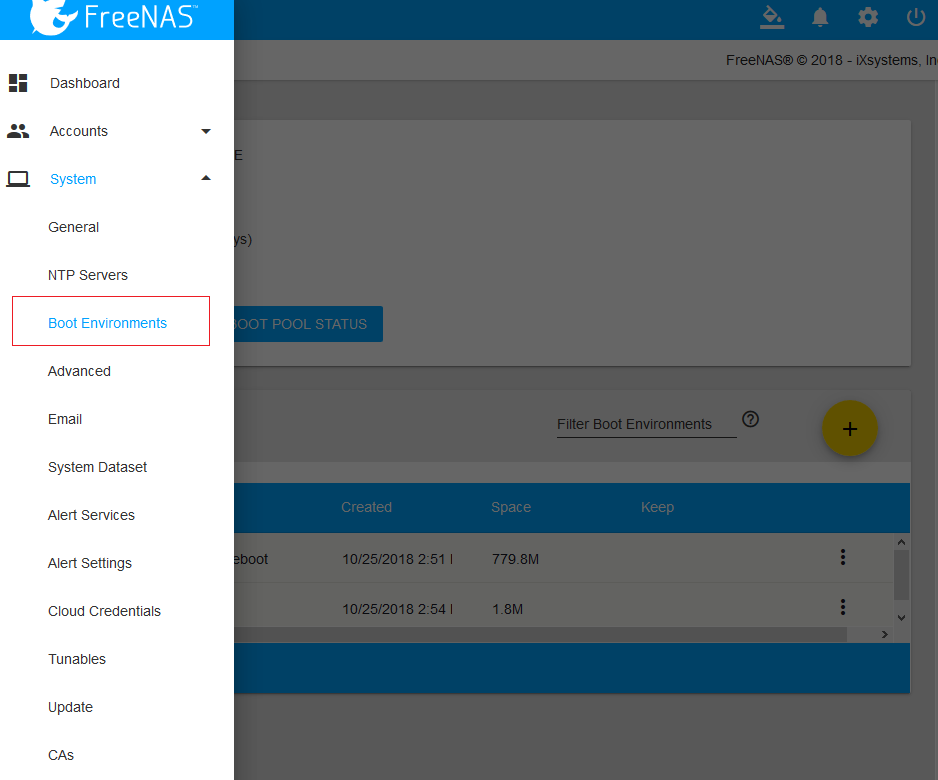 FreeNAS™
FreeNAS® © 2018 - iXsystems, In
Dashboard
Accounts
System
General
NTP Servers
Boot Environments
Advanced
Email
System Dataset
Alert Services
Alert Settings
Cloud Credentials
Tunables
Update
CAs
E
ys)
BOOT POOL STATUS
Filter Boot Environments
Created Space Keep
eboot 10/25/2018 2:51 779.8M
10/25/2018 2:54 1.8M